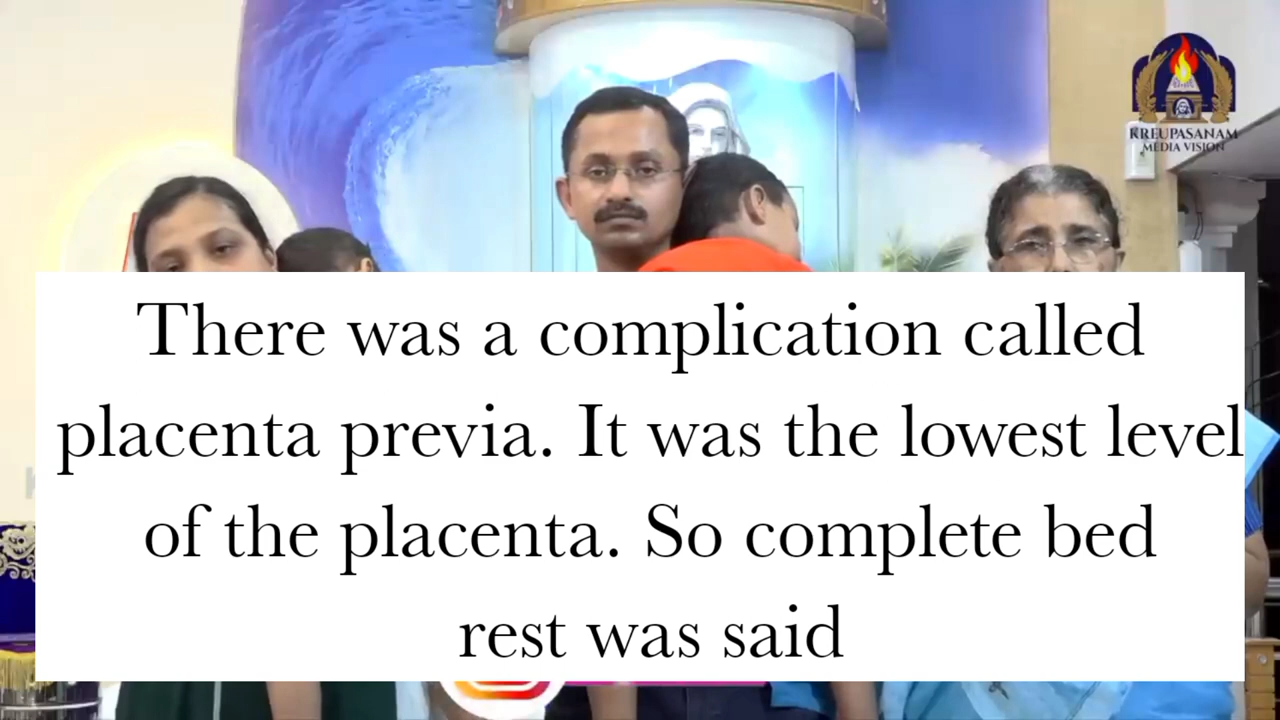 KREUPASANAM
MEDIA VISION
There was a complication called
placenta previa. It was the lowest level
of the placenta. So complete bed
rest was said